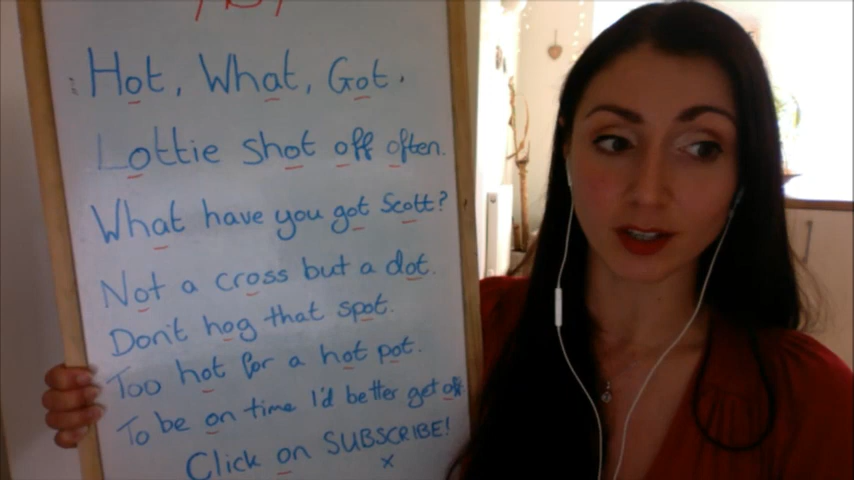 Hot, What, Got.
Lottie shot off often.
What have you got Scott?
Not a cross but a dot.
Don't hog that spot.
Too hot for a hot pot.
To be on time I'd better get off.
Click on SUBSCRIBE!
x